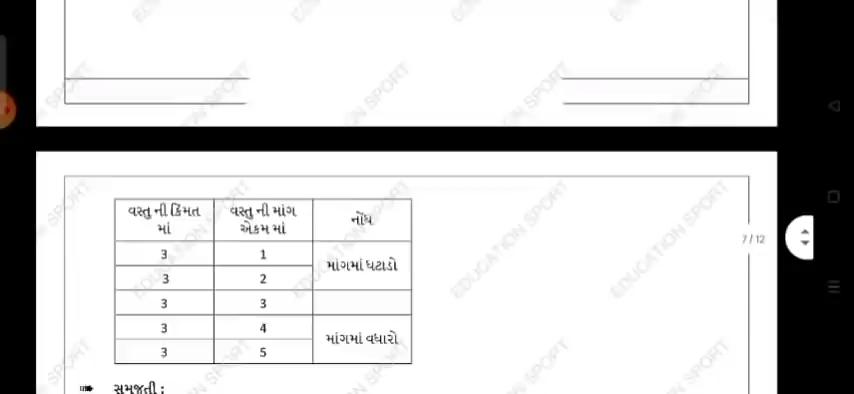 EDUCATION SPORT
7 / 12
વસ્તુ ની કિંમત માં | વસ્તુ ની માંગ એકમ માં | નોંધ
3 | 1 | માંગમાં ઘટાડો
3 | 2
3 | 3
3 | 4 | માંગમાં વધારો
3 | 5
સમજતી :